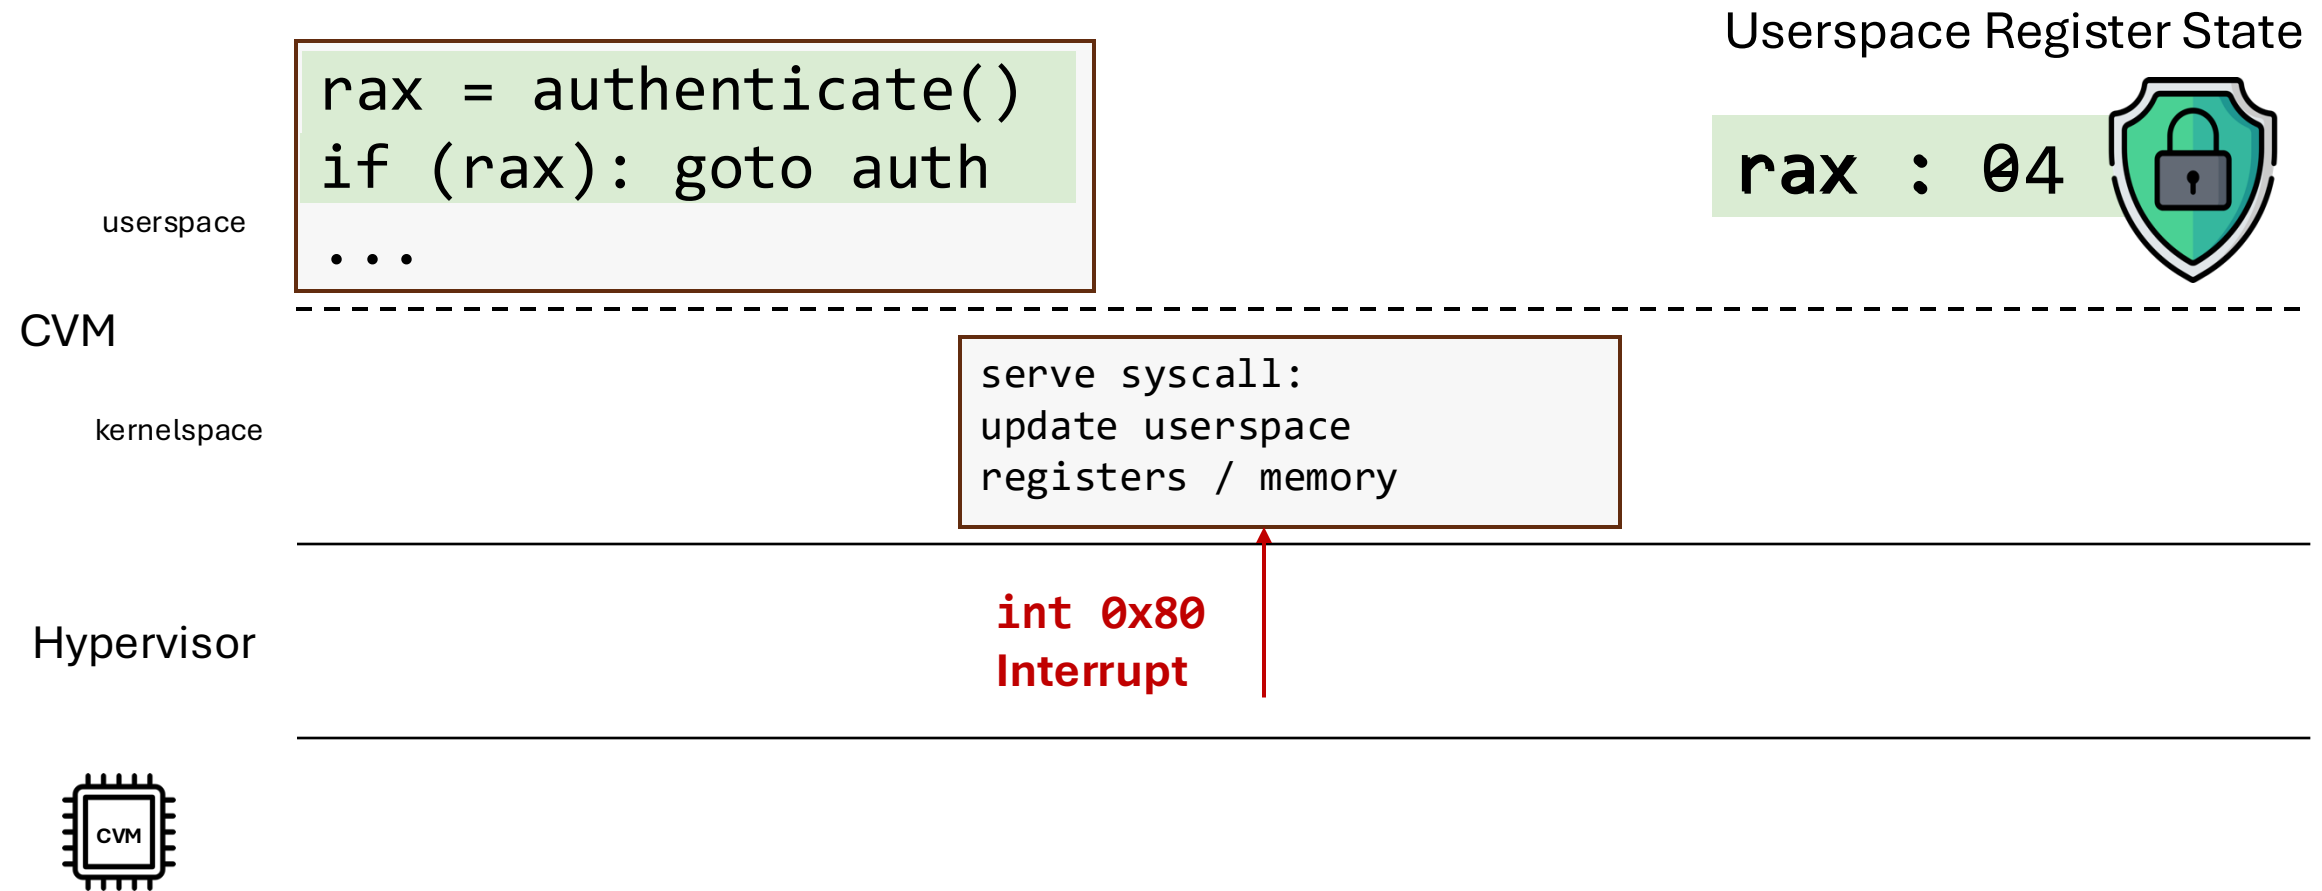 Userspace Register State
rax = authenticate()
if (rax): goto auth
...
rax : 04
userspace
CVM
serve syscall:
update userspace
registers / memory
kernelspace
int 0x80
Interrupt
Hypervisor
CVM